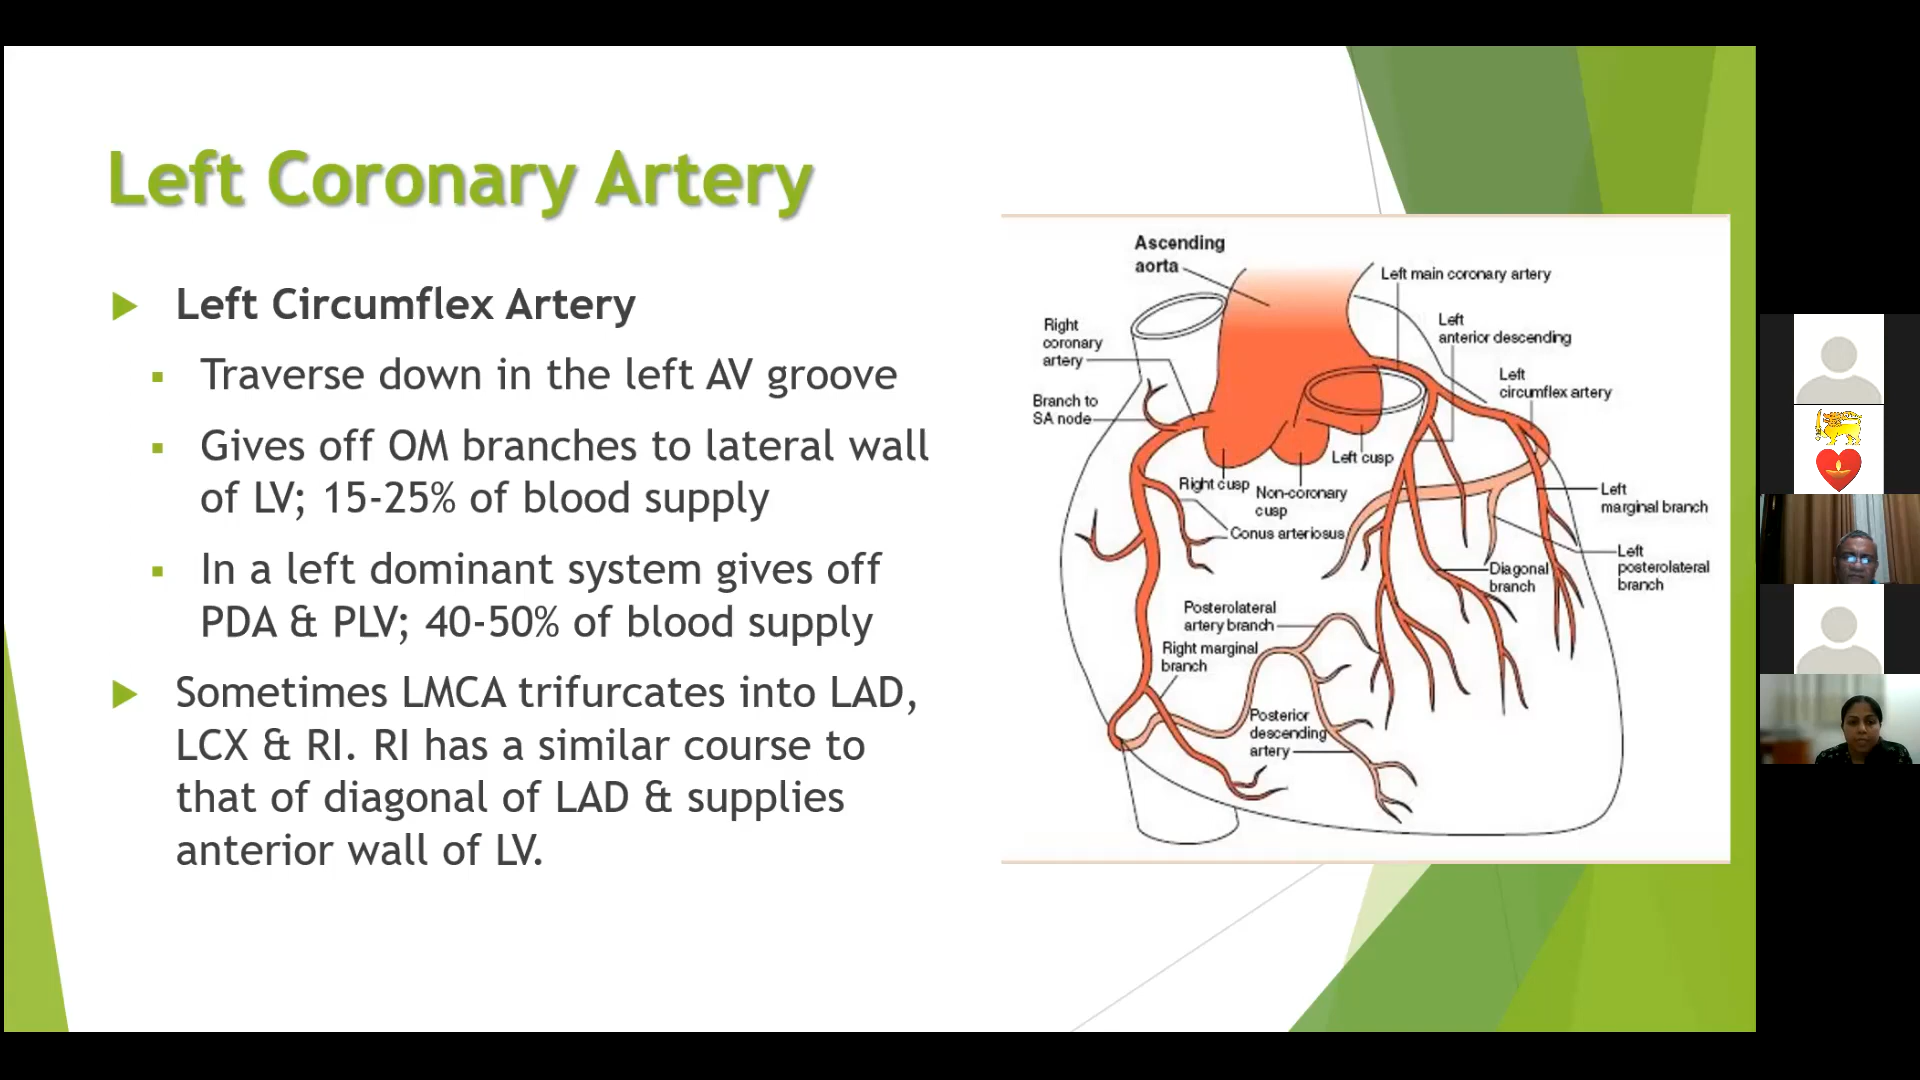 Left Coronary Artery
Left Circumflex Artery
Traverse down in the left AV groove
Gives off OM branches to lateral wall
of LV; 15-25% of blood supply
In a left dominant system gives off
PDA & PLV; 40-50% of blood supply
Sometimes LMCA trifurcates into LAD,
LCX & RI. RI has a similar course to
that of diagonal of LAD & supplies
anterior wall of LV.
Ascending
aorta
Left main coronary artery
Right
coronary
artery
Left
anterior descending
Left
circumflex artery
Branch to
SA node
Left cusp
Right cusp
Non-coronary
cusp
Conus arteriosus
Left
marginal branch
Left
posterolateral
branch
Diagonal
branch
Posterolateral
artery branch
Right marginal
branch
Posterior
descending
artery